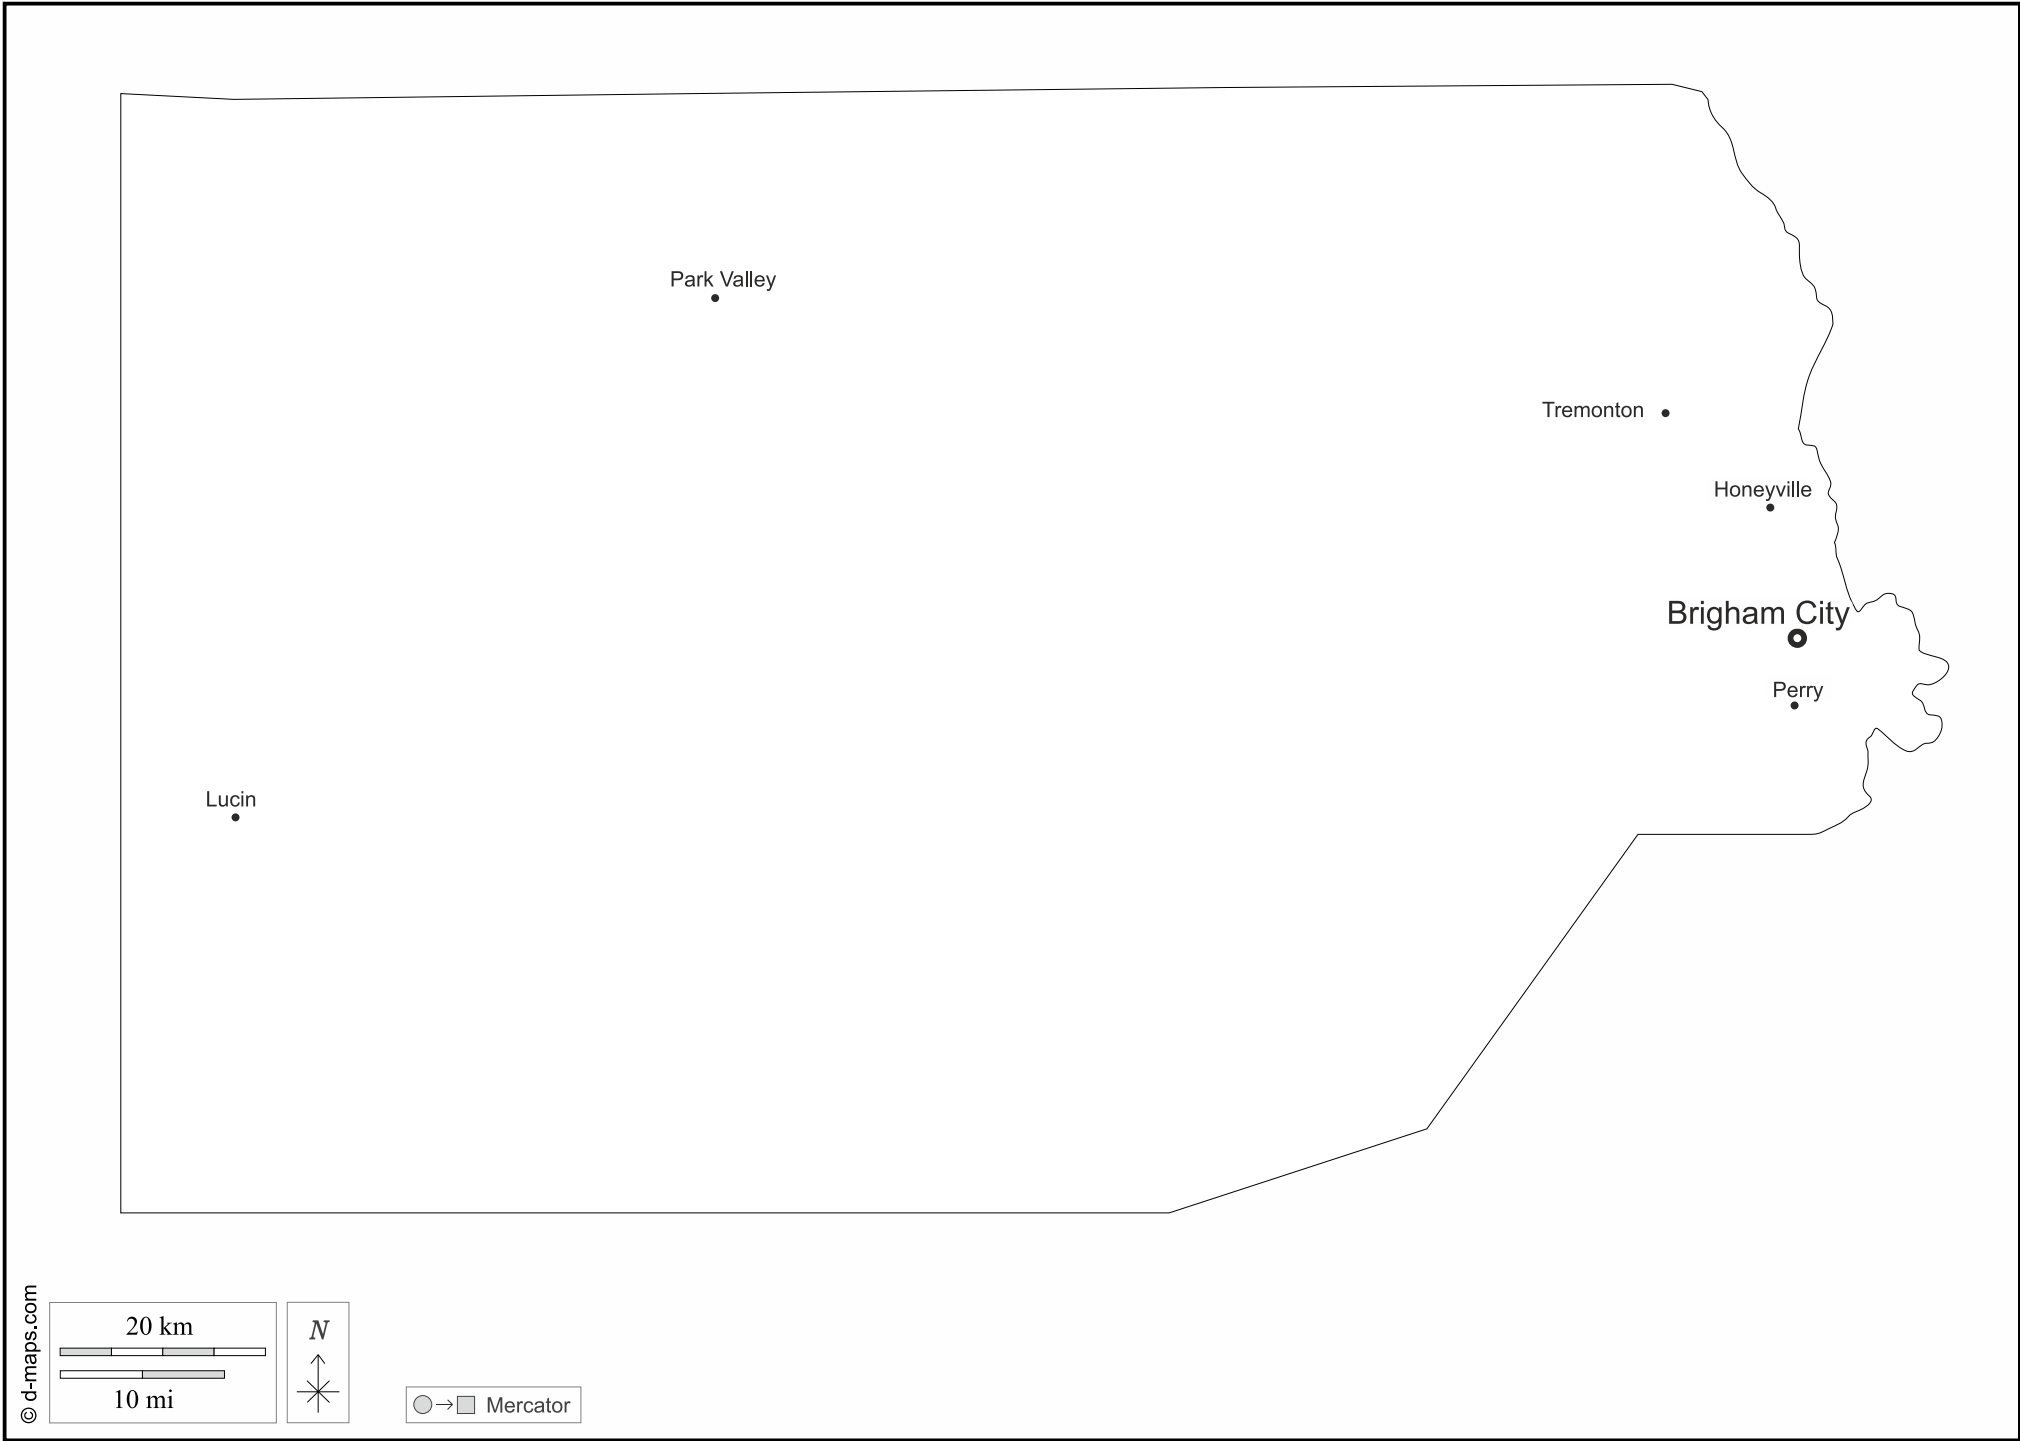 Park Valley
Tremonton
Honeyville
Brigham City
Perry
Lucin
© d-maps.com
20 km
10 mi
N
Mercator